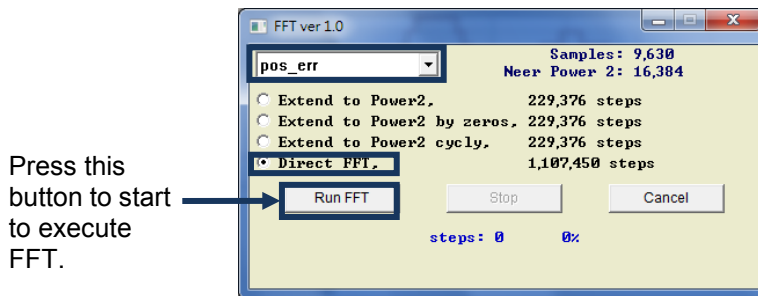 FFT ver 1.0
pos_err
Samples: 9,630
Neer Power 2: 16,384
Extend to Power2, 229,376 steps
Extend to Power2 by zeros, 229,376 steps
Extend to Power2 cycly, 229,376 steps
Direct FFT, 1,107,450 steps
Press this
button to start
to execute
FFT.
Run FFT Stop Cancel
steps: 0 0%